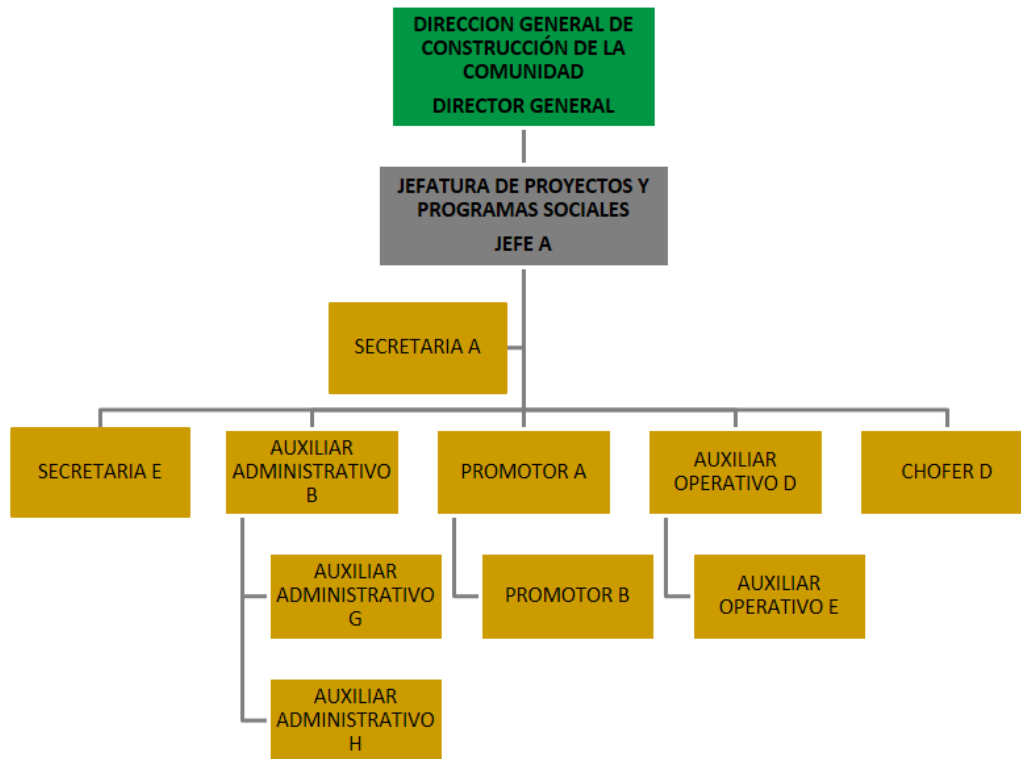 DIRECCION GENERAL DE
CONSTRUCCIÓN DE LA
COMUNIDAD
DIRECTOR GENERAL
JEFATURA DE PROYECTOS Y
PROGRAMAS SOCIALES
JEFE A
SECRETARIA A
SECRETARIA E
AUXILIAR
ADMINISTRATIVO
B
PROMOTOR A
AUXILIAR
OPERATIVO D
CHOFER D
AUXILIAR
ADMINISTRATIVO
G
PROMOTOR B
AUXILIAR
OPERATIVO E
AUXILIAR
ADMINISTRATIVO
H